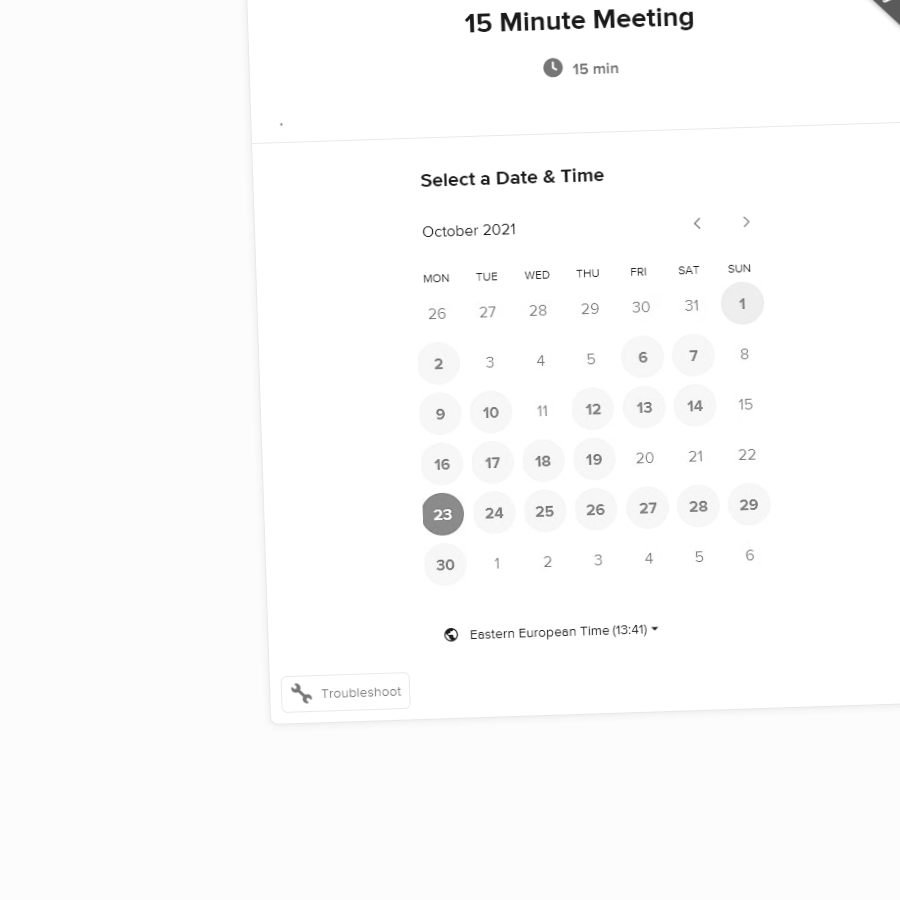 15 Minute Meeting
15 min
Select a Date & Time
October 2021
MON TUE WED THU FRI SAT SUN
26 27 28 29 30 31 1
2 3 4 5 6 7 8
9 10 11 12 13 14 15
16 17 18 19 20 21 22
23 24 25 26 27 28 29
30 1 2 3 4 5 6
Eastern European Time (13:41)
Troubleshoot